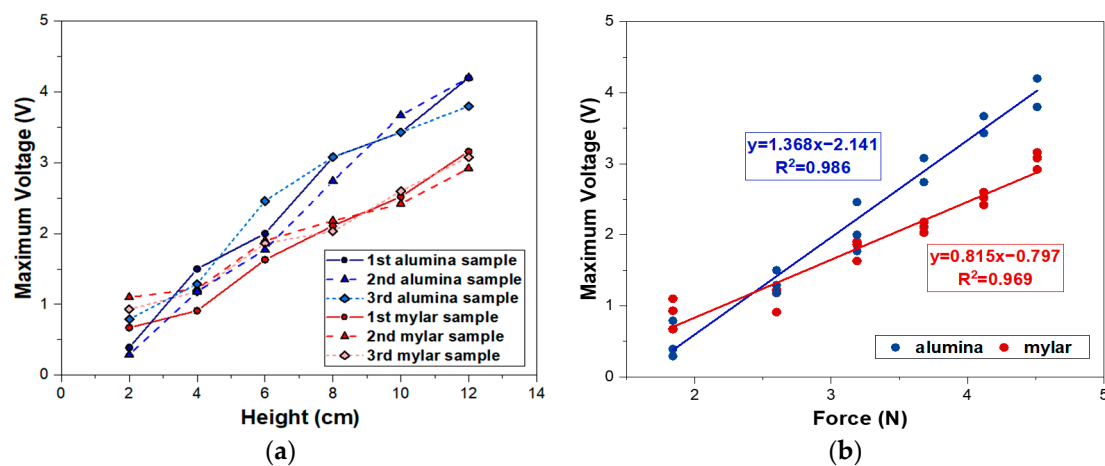 5
4
3
2
1
0
Maximum Voltage (V)
1st alumina sample
2nd alumina sample
3rd alumina sample
1st mylar sample
2nd mylar sample
3rd mylar sample
0 2 4 6 8 10 12 14
Height (cm)
(a)
5
4
3
2
1
0
Maximum Voltage (V)
y=1.368x−2.141
R²=0.986
y=0.815x−0.797
R²=0.969
alumina mylar
2 3 4 5
Force (N)
(b)